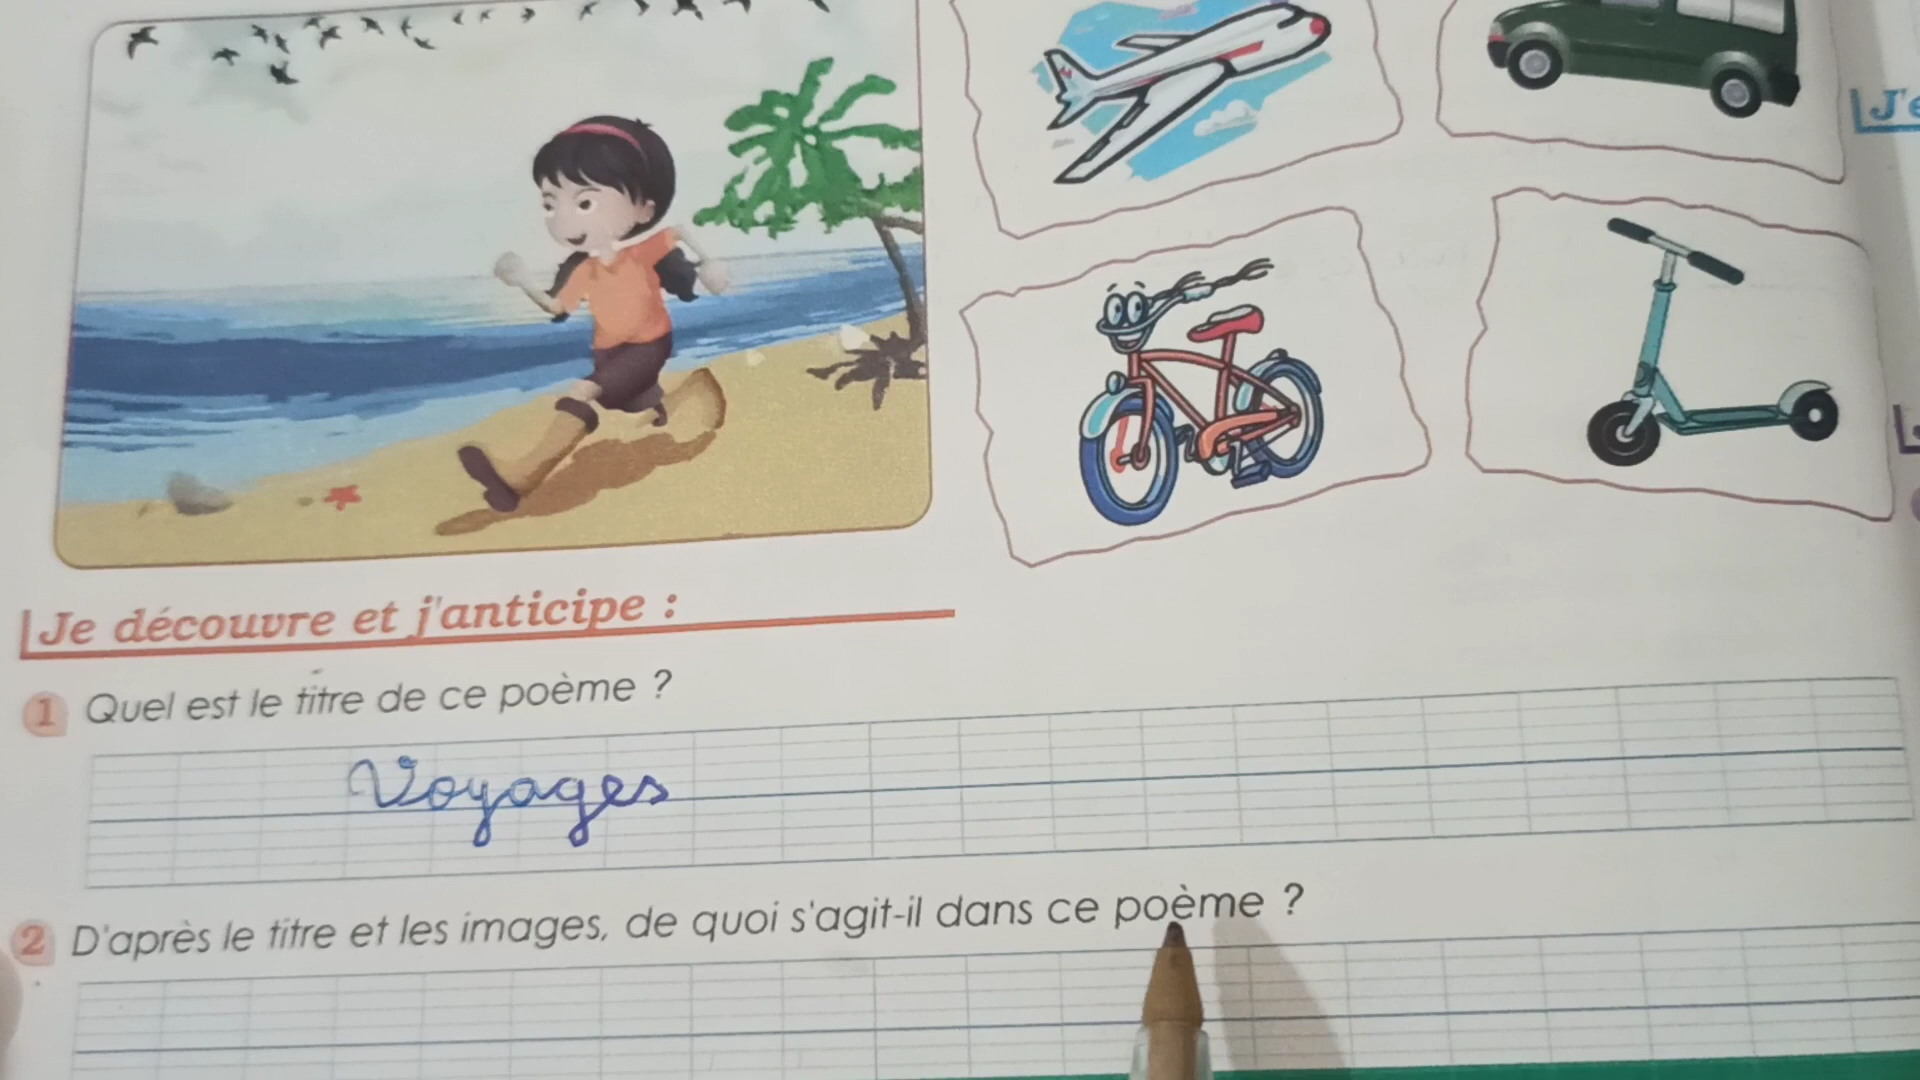 J'e
Je découvre et j'anticipe :
1 Quel est le titre de ce poème ?
Voyages
2 D'après le titre et les images, de quoi s'agit-il dans ce poème ?